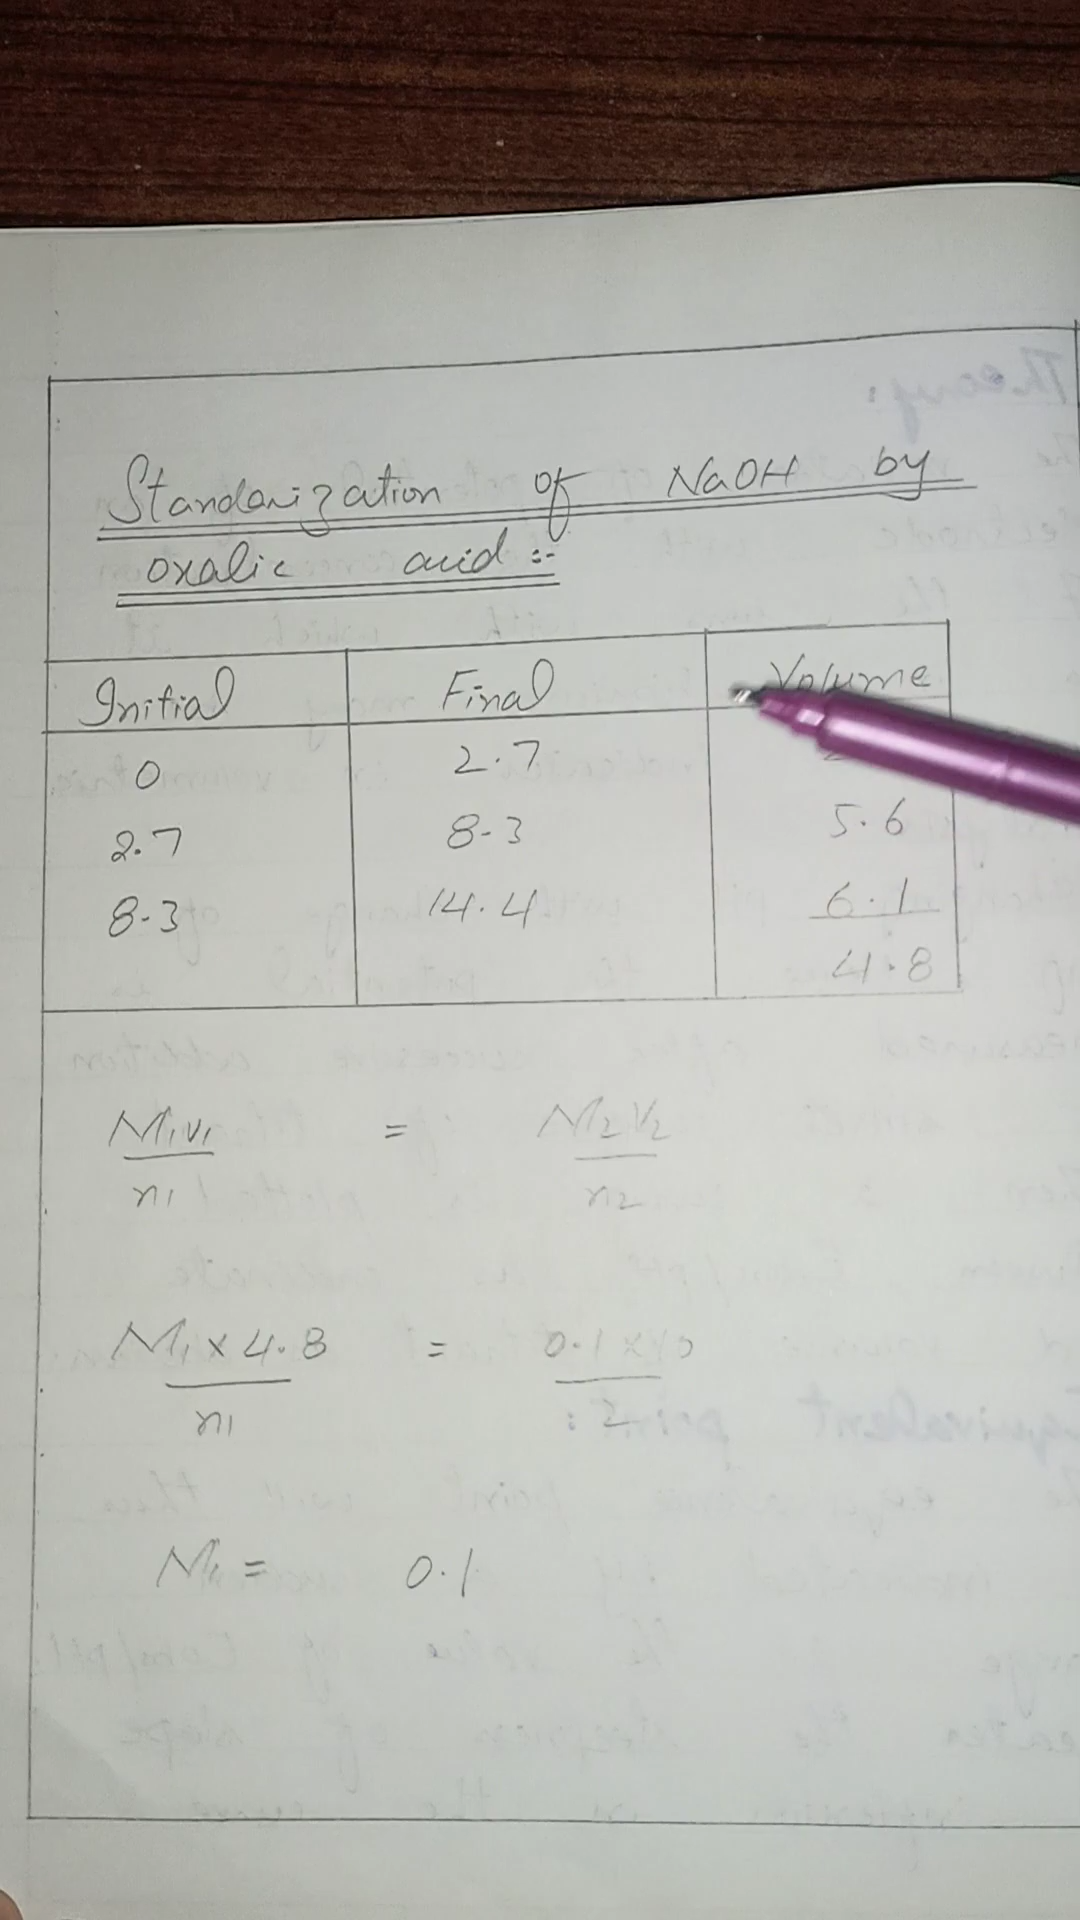 Standarization of NaOH by
oxalic acid :-
Initial Final Volume
0 2.7
2.7 8.3 5.6
8.3 14.4 6.1
4.8
M1V1 = M2V2
n1 n2
M1 x 4.8 =
n1 2
M1 = 0.1